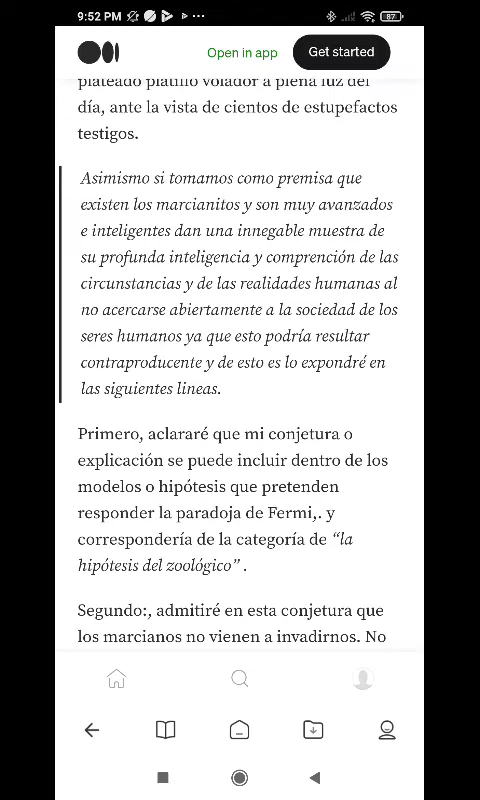 9:52 PM
87
Open in app
Get started
plateado platillo volador a plena luz del
día, ante la vista de cientos de estupefactos
testigos.
Asimismo si tomamos como premisa que
existen los marcianitos y son muy avanzados
e inteligentes dan una innegable muestra de
su profunda inteligencia y comprención de las
circunstancias y de las realidades humanas al
no acercarse abiertamente a la sociedad de los
seres humanos ya que esto podría resultar
contraproducente y de esto es lo expondré en
las siguientes lineas.
Primero, aclararé que mi conjetura o
explicación se puede incluir dentro de los
modelos o hipótesis que pretenden
responder la paradoja de Fermi,. y
correspondería de la categoría de “la
hipótesis del zoológico” .
Segundo:, admitiré en esta conjetura que
los marcianos no vienen a invadirnos. No